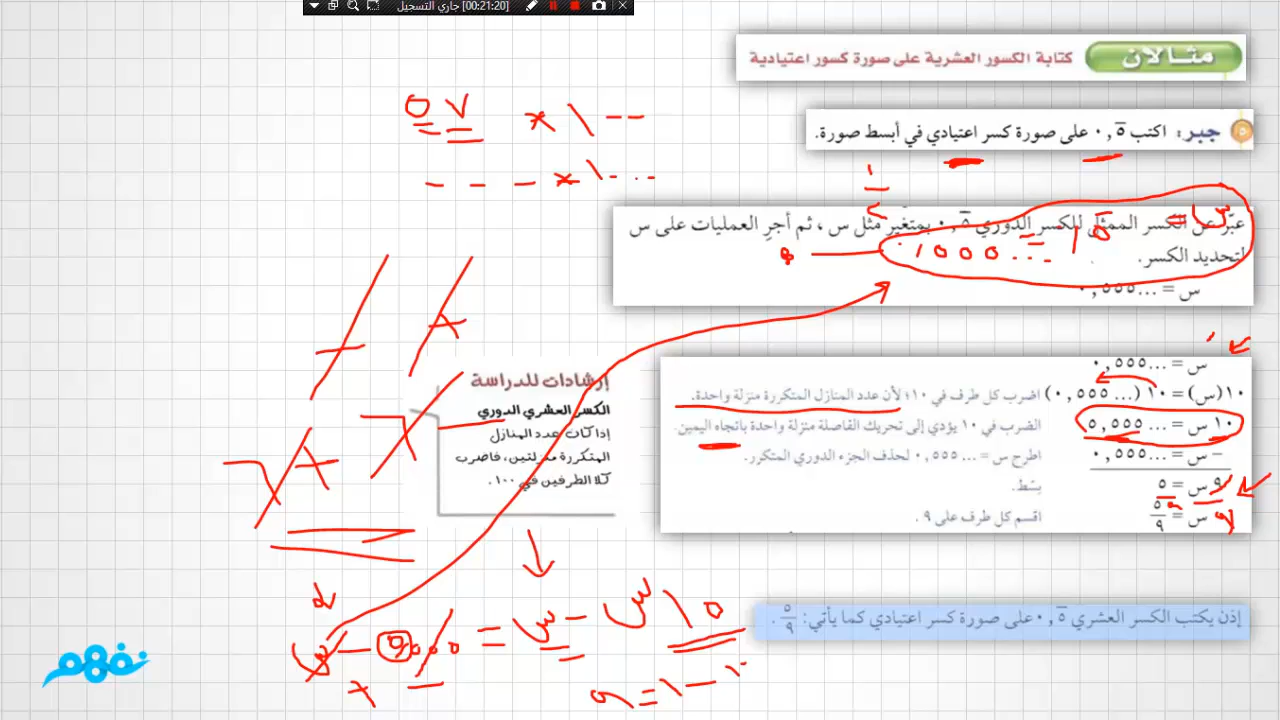 جاري التسجيل [00:21:20]
مثالان
كتابة الكسور العشرية على صورة كسور اعتيادية
٥ جبر: اكتب ٠,٥̅ على صورة كسر اعتيادي في أبسط صورة.
عبّر عن الكسر الممثل للكسر الدوري ٠,٥̅ بمتغير مثل س ، ثم أجرِ العمليات على س
لتحديد الكسر.
س = ...٠,٥٥٥
س = ...٠,٥٥٥
١٠(س) = ١٠(...٠,٥٥٥) اضرب كل طرف في ١٠؛ لأن عدد المنازل المتكررة منزلة واحدة.
١٠ س = ...٥,٥٥٥ الضرب في ١٠ يؤدي إلى تحريك الفاصلة منزلة واحدة باتجاه اليمين.
– س = ...٠,٥٥٥ اطرح س = ...٠,٥٥٥ لحذف الجزء الدوري المتكرر.
٩ س = ٥ بسّط.
س = ٥/٩ اقسم كل طرف على ٩ .
إرشادات للدراسة
الكسر العشري الدوري
إذا كانت عدد المنازل
المتكررة منزلتين، فاضرب
كلا الطرفين في ١٠٠.
إذن يكتب الكسر العشري ٠,٥̅ على صورة كسر اعتيادي كما يأتي: ٥/٩ .
٩ = ١ – ١٠
نفهم